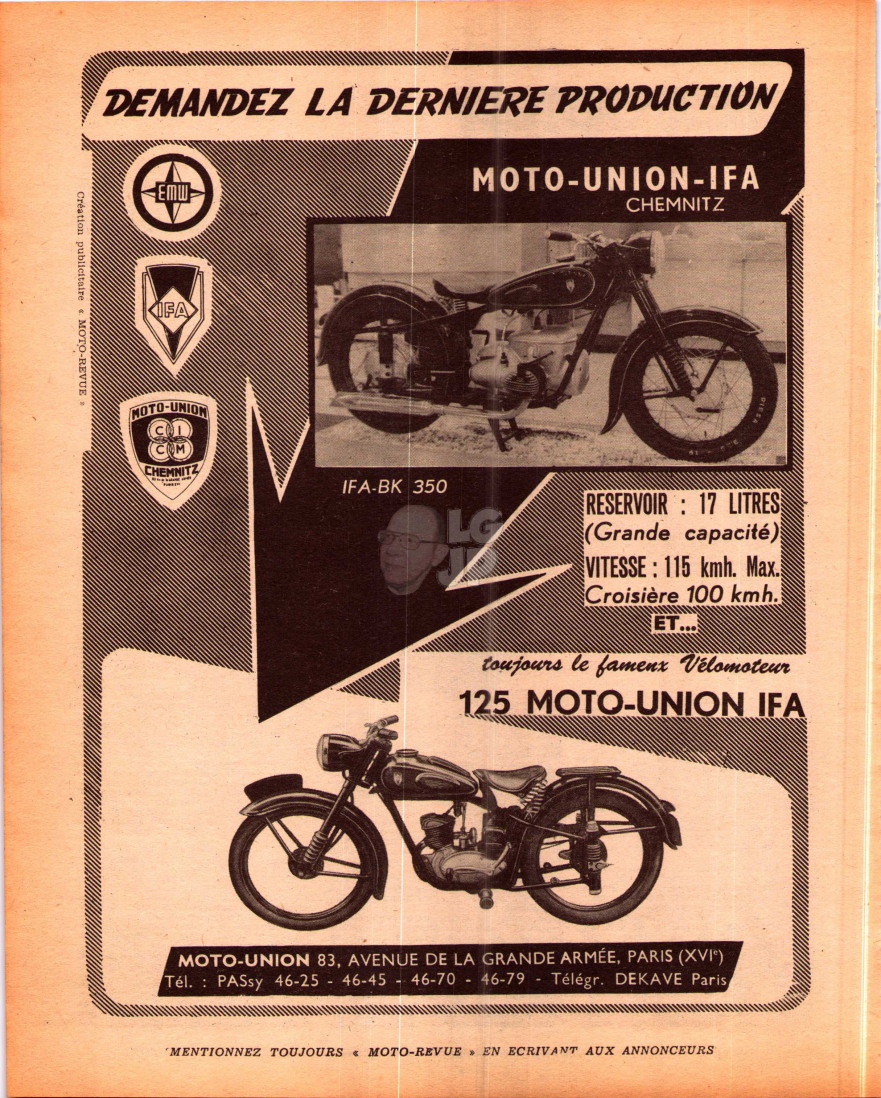 DEMANDEZ LA DERNIERE PRODUCTION
EMW
MOTO-UNION-IFA
CHEMNITZ
Création publicitaire « MOTO-REVUE »
IFA
MOTO-UNION
C I
C M
CHEMNITZ
IFA-BK 350
LG
JP
RESERVOIR : 17 LITRES
(Grande capacité)
VITESSE : 115 kmh. Max.
Croisière 100 kmh.
ET...
toujours le famenx Vélomoteur
125 MOTO-UNION IFA
MOTO-UNION 83, AVENUE DE LA GRANDE ARMÉE, PARIS (XVIe)
Tél. : PASsy 46-25 - 46-45 - 46-70 - 46-79 - Télégr. DEKAVE Paris
MENTIONNEZ TOUJOURS « MOTO-REVUE » EN ECRIVANT AUX ANNONCEURS